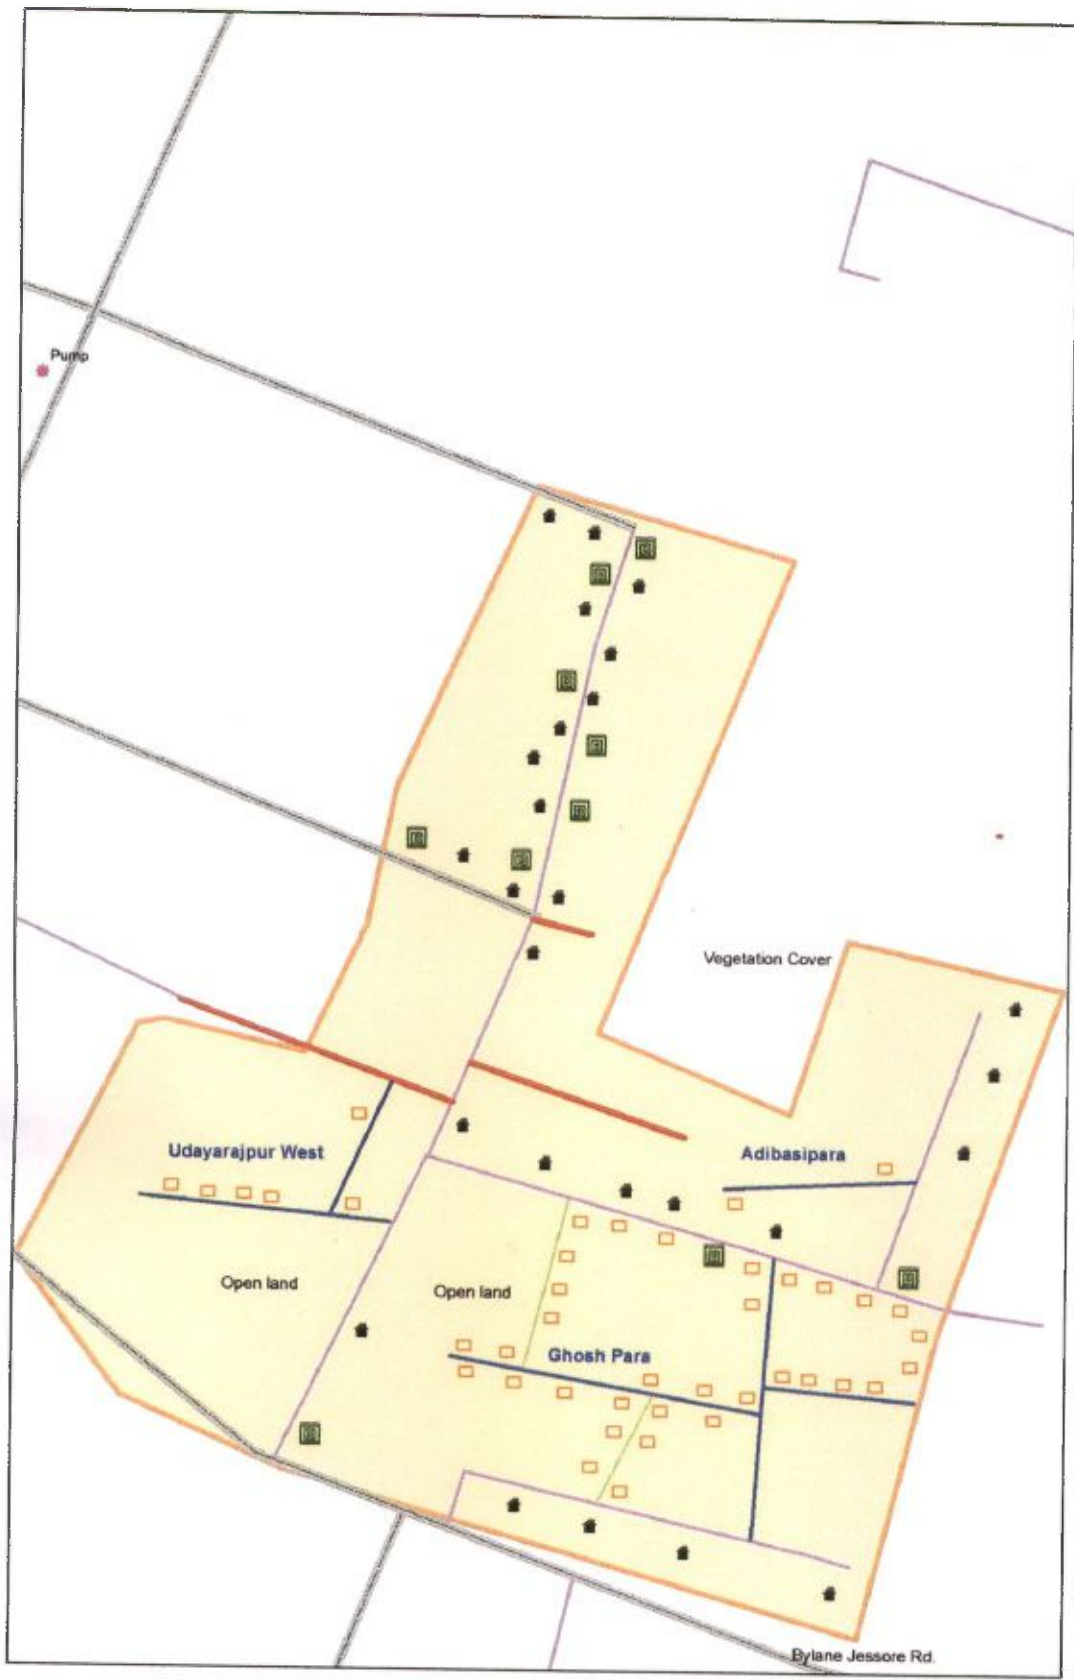 Pump
Vegetation Cover
Udayarajpur West
Adibasipara
Open land
Open land
Ghosh Para
Bylane Jessore Rd.